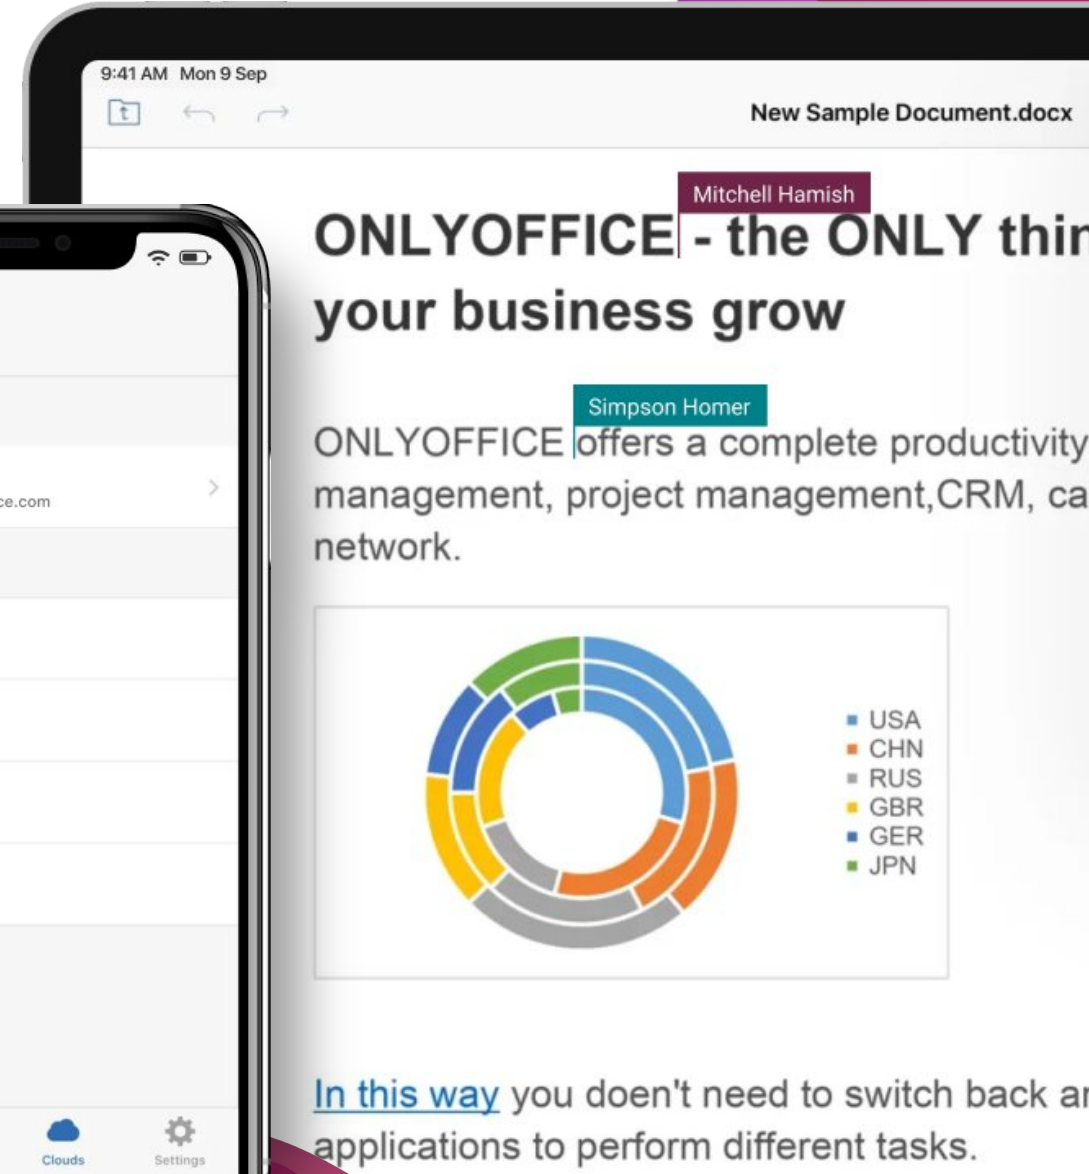 9:41 AM Mon 9 Sep
New Sample Document.docx
Mitchell Hamish
ONLYOFFICE - the ONLY thin
your business grow
Simpson Homer
ONLYOFFICE offers a complete productivity
management, project management,CRM, ca
network.
USA
CHN
RUS
GBR
GER
JPN
In this way you doen't need to switch back an
applications to perform different tasks.
ce.com
Clouds
Settings